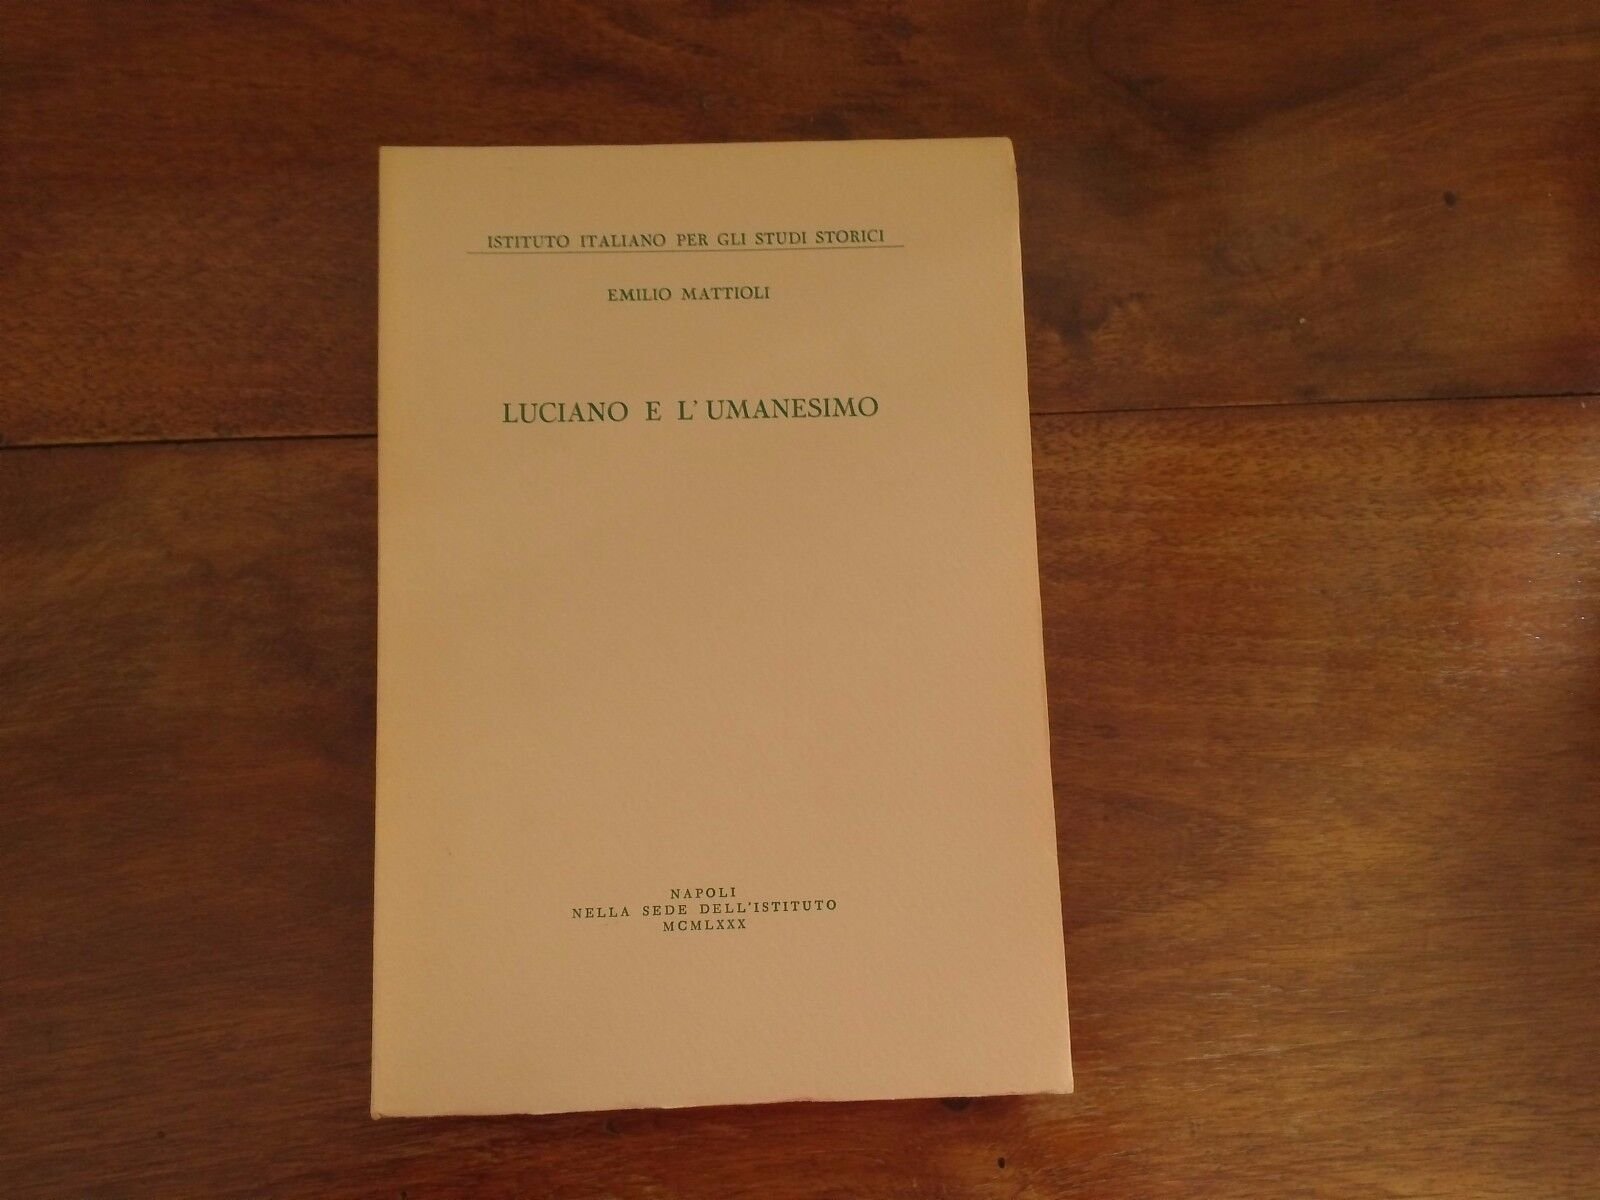 ISTITUTO ITALIANO PER GLI STUDI STORICI
EMILIO MATTIOLI
LUCIANO E L'UMANESIMO
NAPOLI
NELLA SEDE DELL'ISTITUTO
MCMLXXX